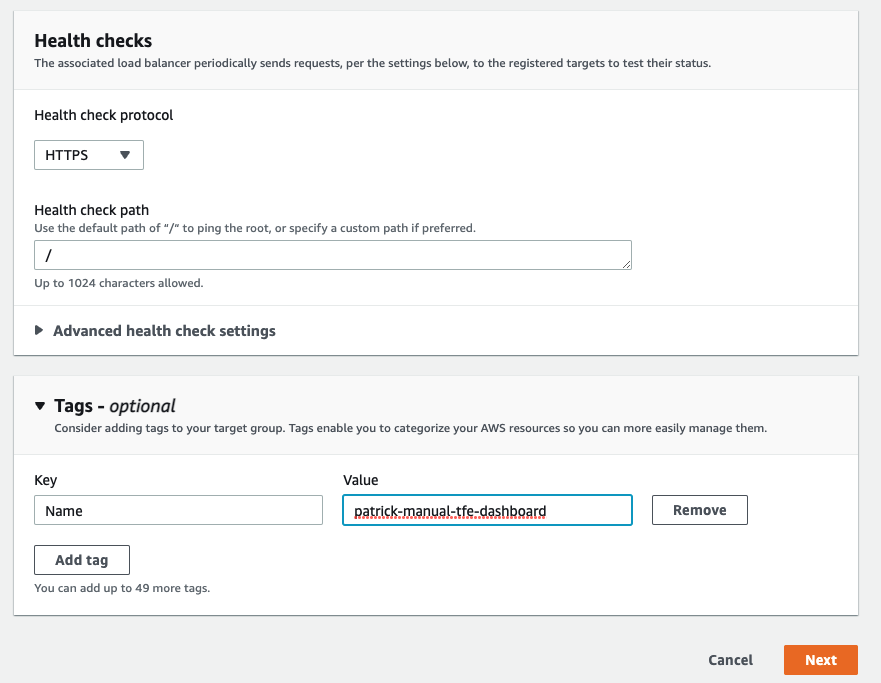 Health checks
The associated load balancer periodically sends requests, per the settings below, to the registered targets to test their status.
Health check protocol
HTTPS
Health check path
Use the default path of "/" to ping the root, or specify a custom path if preferred.
/
Up to 1024 characters allowed.
Advanced health check settings
Tags - optional
Consider adding tags to your target group. Tags enable you to categorize your AWS resources so you can more easily manage them.
Key Value
Name patrick-manual-tfe-dashboard Remove
Add tag
You can add up to 49 more tags.
Cancel Next